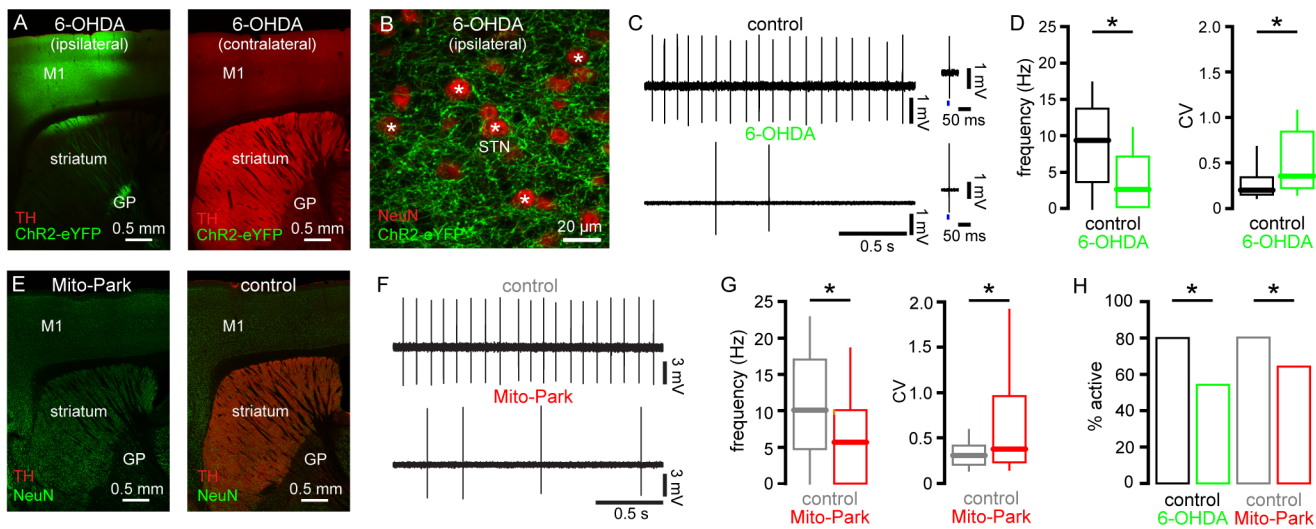 A
6-OHDA
(ipsilateral)
M1
striatum
GP
TH
ChR2-eYFP
0.5 mm
6-OHDA
(contralateral)
M1
striatum
GP
TH
ChR2-eYFP
0.5 mm
B
6-OHDA
(ipsilateral)
*
*
*
*
*
STN
NeuN
ChR2-eYFP
20 µm
C
control
1 mV
1 mV
50 ms
6-OHDA
1 mV
1 mV
0.5 s
50 ms
D
*
frequency (Hz)
25
20
15
10
5
0
control
6-OHDA
*
CV
2.0
1.5
1.0
0.5
0
control
6-OHDA
E
Mito-Park
M1
striatum
GP
TH
NeuN
0.5 mm
control
M1
striatum
GP
TH
NeuN
0.5 mm
F
control
3 mV
Mito-Park
3 mV
0.5 s
G
*
frequency (Hz)
25
20
15
10
5
0
control
Mito-Park
*
CV
2.0
1.5
1.0
0.5
0
control
Mito-Park
H
*
*
% active
100
80
60
40
20
0
control
6-OHDA
control
Mito-Park